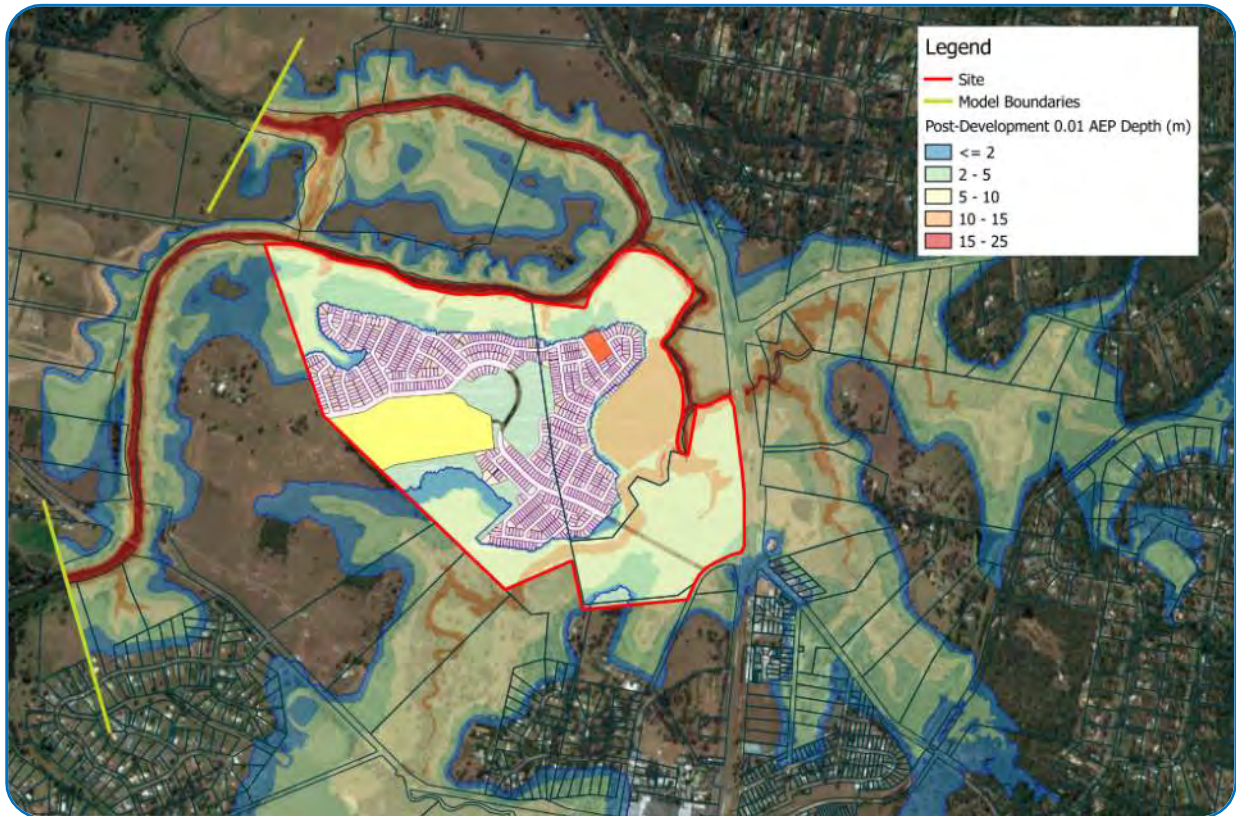 Legend
Site
Model Boundaries
Post-Development 0.01 AEP Depth (m)
<= 2
2 - 5
5 - 10
10 - 15
15 - 25